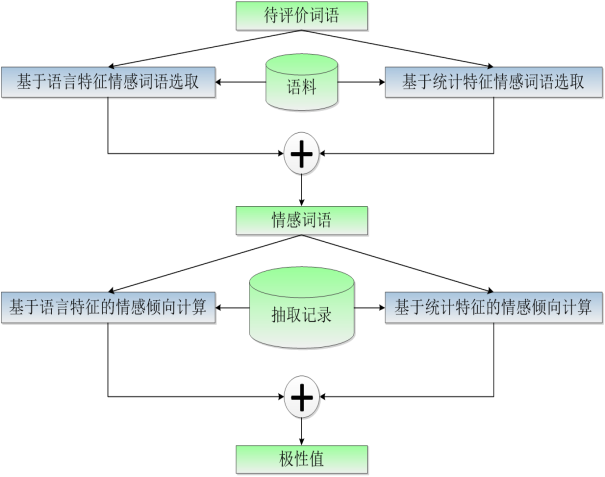 待评价词语
基于语言特征情感词语选取
语料
基于统计特征情感词语选取
+
情感词语
基于语言特征的情感倾向计算
抽取记录
基于统计特征的情感倾向计算
+
极性值